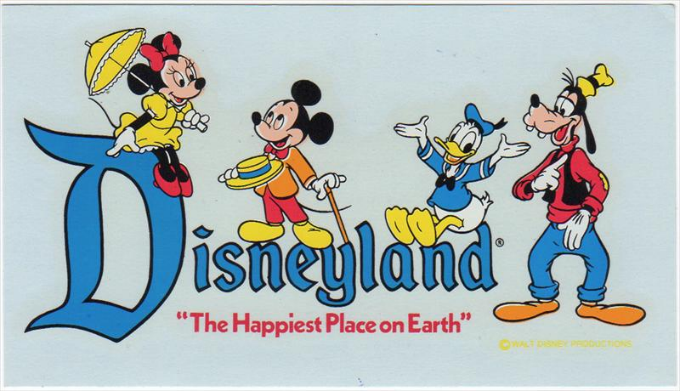 Disneyland®
"The Happiest Place on Earth"
© WALT DISNEY PRODUCTIONS